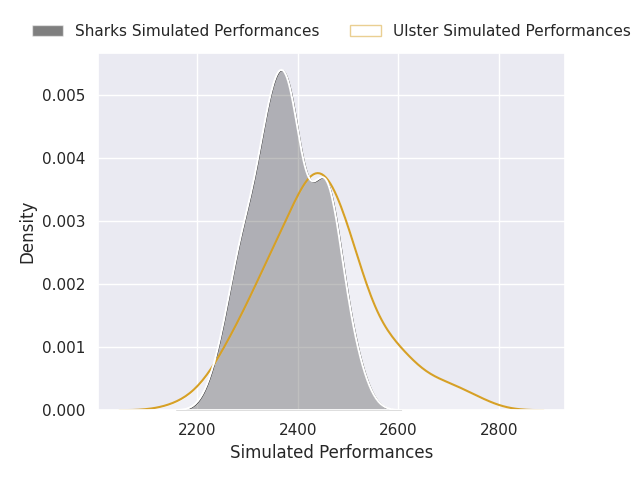 Sharks Simulated Performances
Ulster Simulated Performances
0.005
0.004
0.003
0.002
0.001
0.000
Density
2200
2400
2600
2800
Simulated Performances